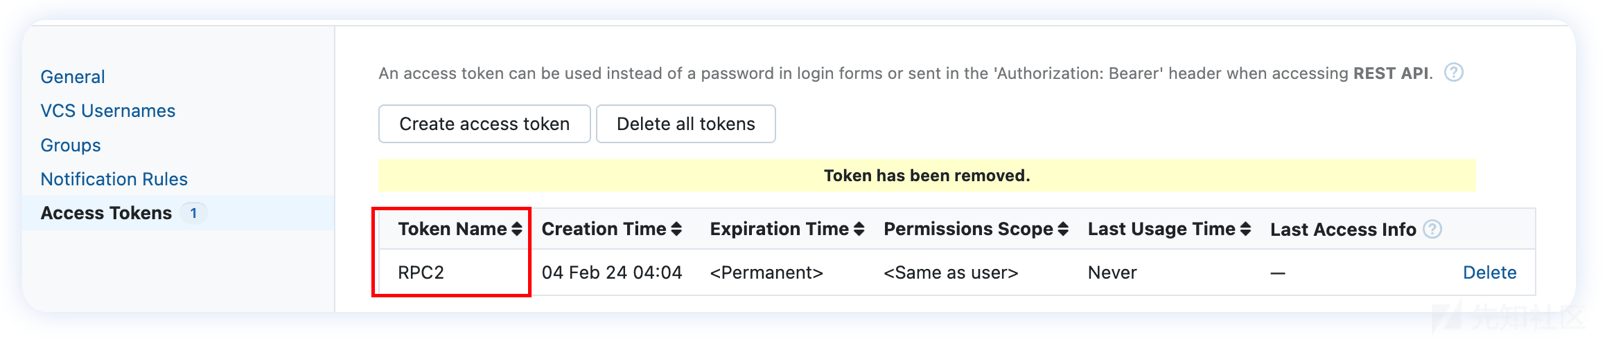 General
VCS Usernames
Groups
Notification Rules
Access Tokens 1
An access token can be used instead of a password in login forms or sent in the 'Authorization: Bearer' header when accessing REST API. ?
Create access token Delete all tokens
Token has been removed.
Token Name Creation Time Expiration Time Permissions Scope Last Usage Time Last Access Info ?
RPC2 04 Feb 24 04:04 <Permanent> <Same as user> Never — Delete
先知社区